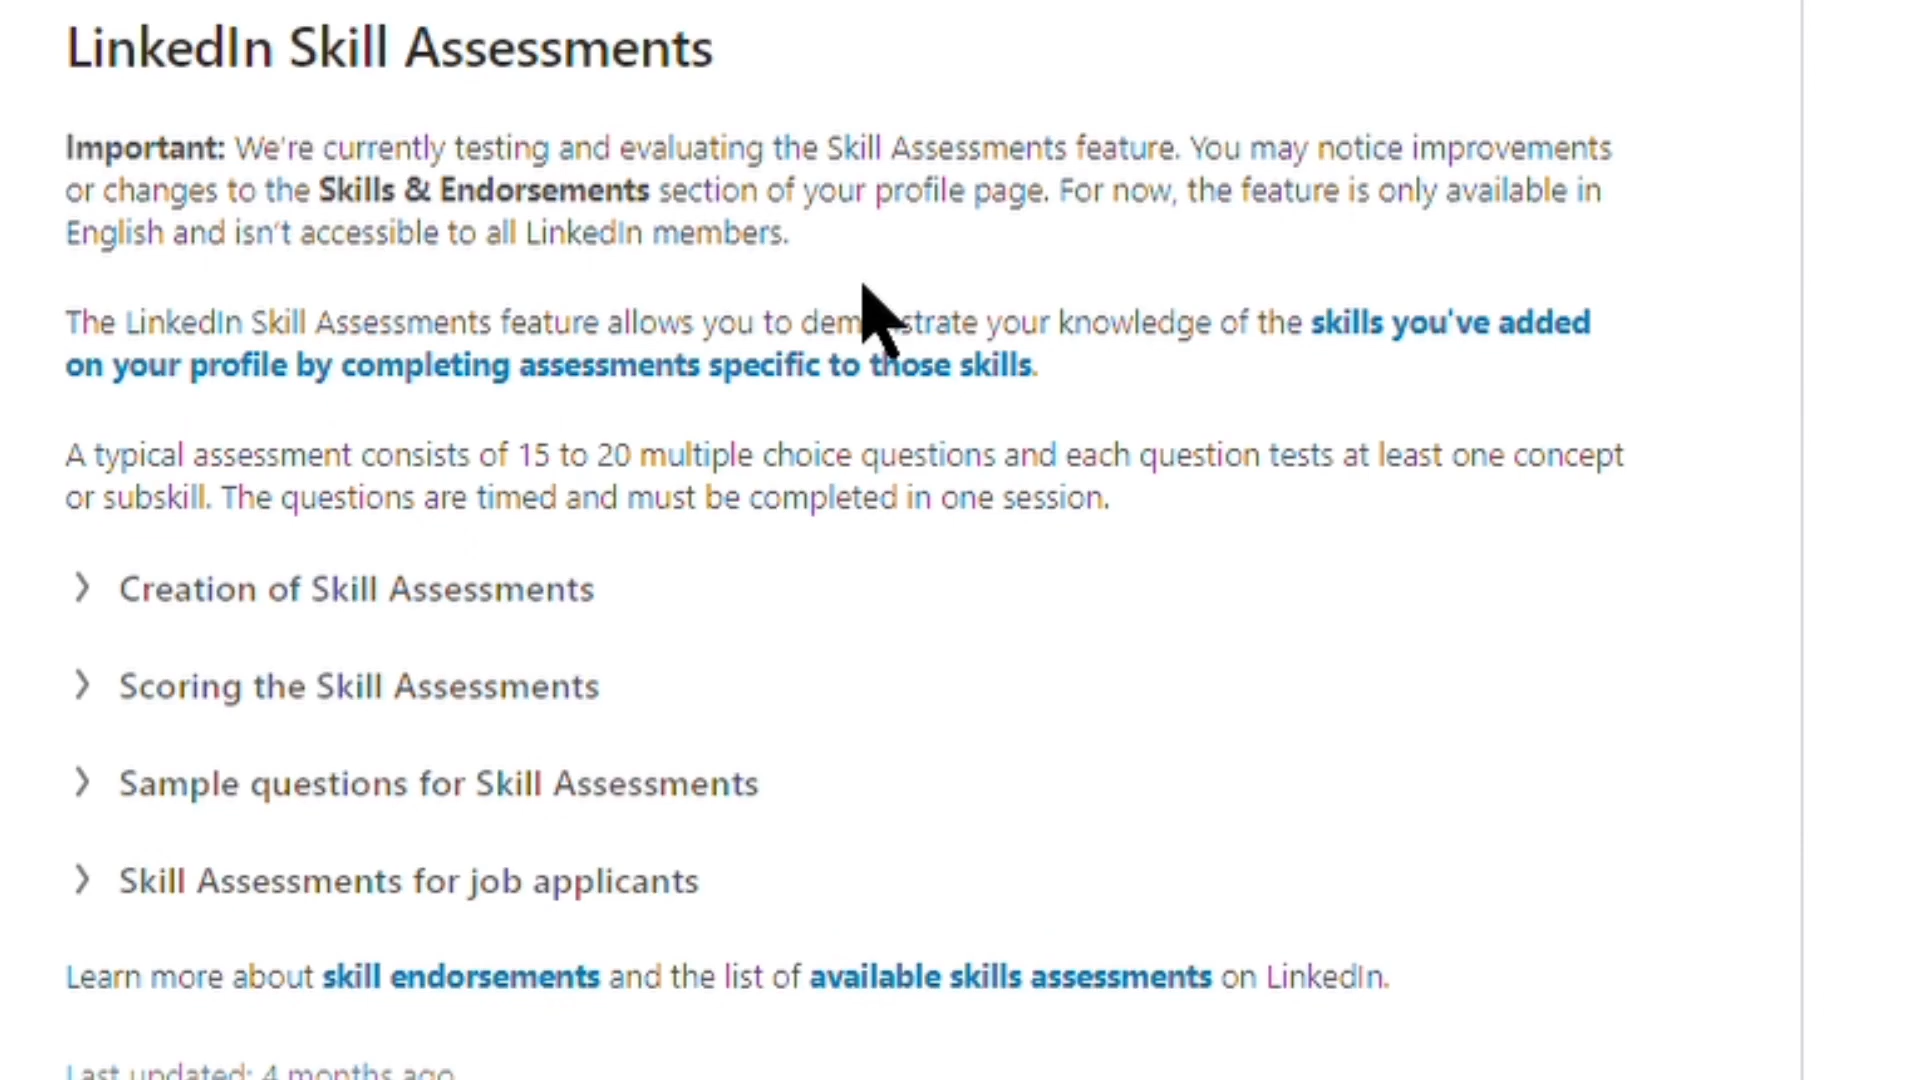 LinkedIn Skill Assessments
Important: We're currently testing and evaluating the Skill Assessments feature. You may notice improvements
or changes to the Skills & Endorsements section of your profile page. For now, the feature is only available in
English and isn't accessible to all LinkedIn members.
The LinkedIn Skill Assessments feature allows you to demonstrate your knowledge of the skills you've added
on your profile by completing assessments specific to those skills.
A typical assessment consists of 15 to 20 multiple choice questions and each question tests at least one concept
or subskill. The questions are timed and must be completed in one session.
Creation of Skill Assessments
Scoring the Skill Assessments
Sample questions for Skill Assessments
Skill Assessments for job applicants
Learn more about skill endorsements and the list of available skills assessments on LinkedIn.
Last updated: 4 months ago